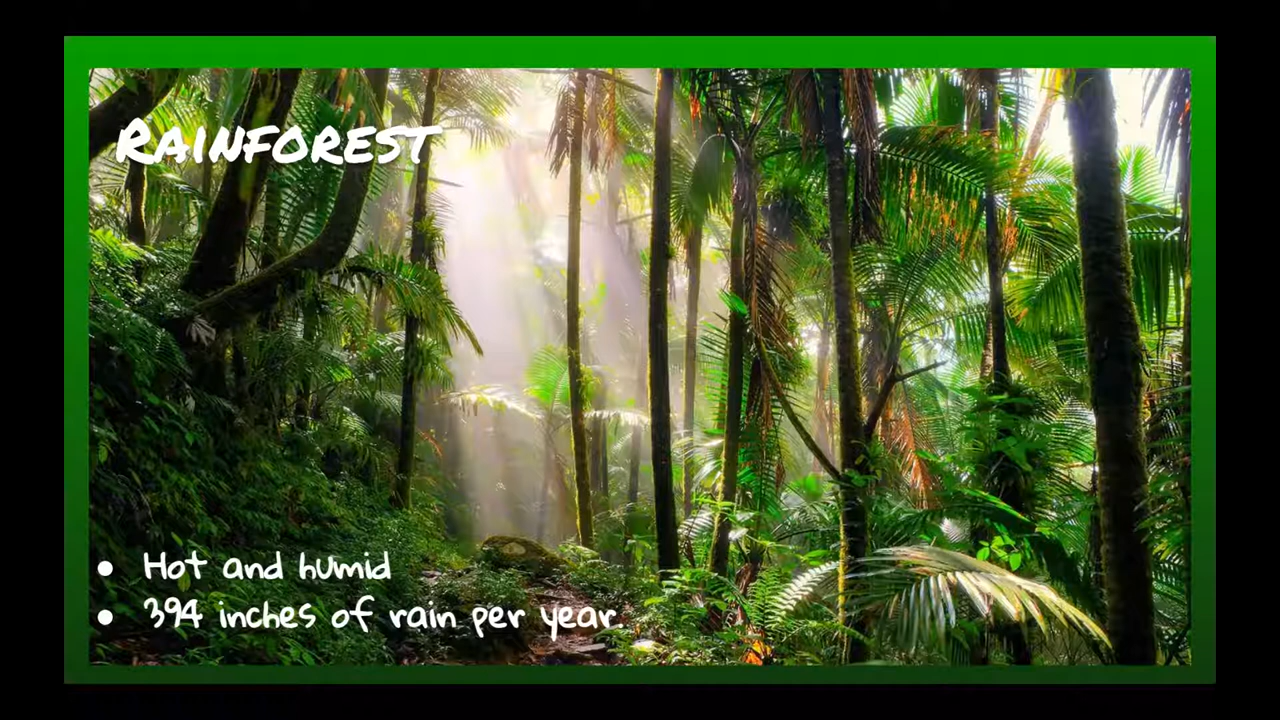 Rainforest
● Hot and humid
● 394 inches of rain per year.